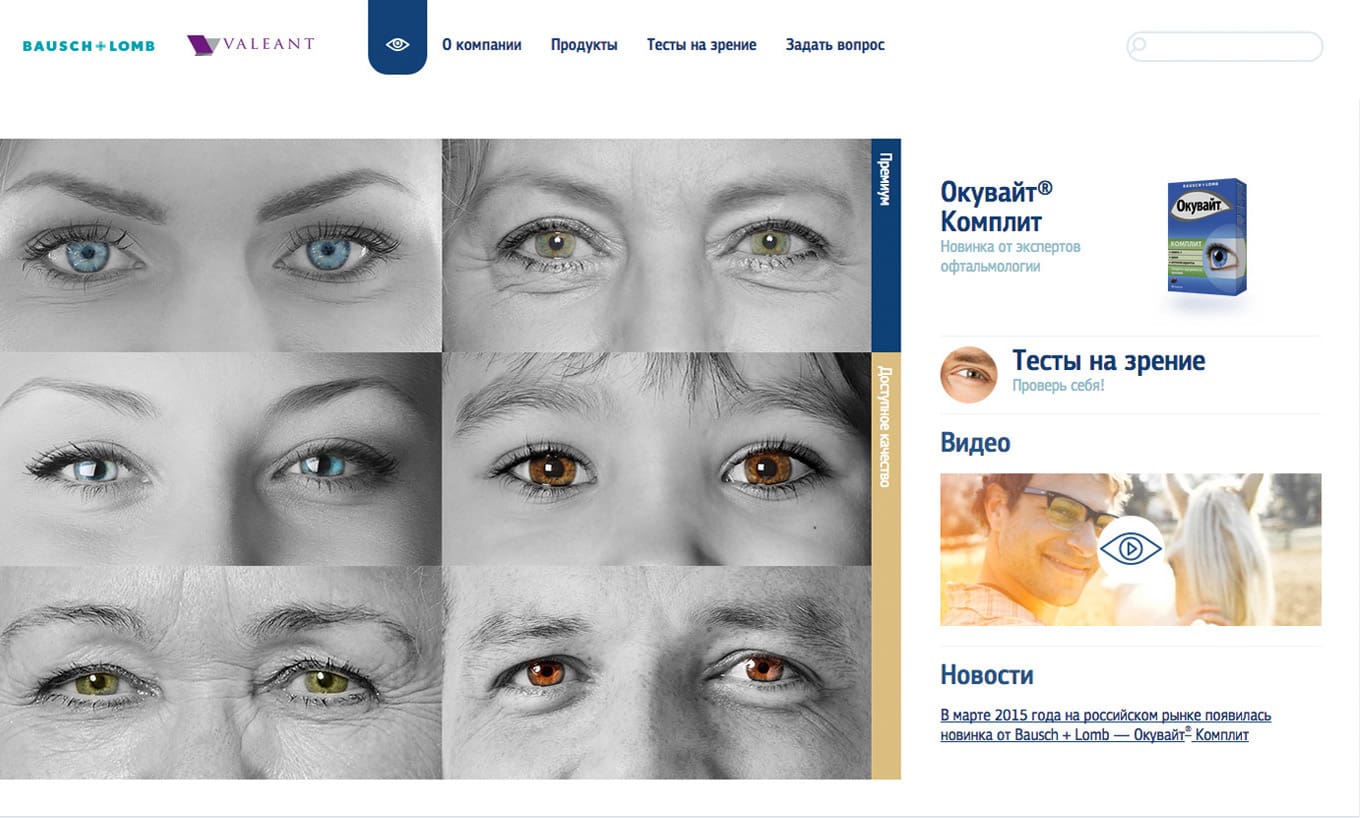 BAUSCH + LOMB
VALEANT
О компании
Продукты
Тесты на зрение
Задать вопрос
Премиум
Доступное качество
Окувайт®
Комплит
Новинка от экспертов
офтальмологии
BAUSCH + LOMB
Окувайт
КОМПЛИТ
Тесты на зрение
Проверь себя!
Видео
Новости
В марте 2015 года на российском рынке появилась
новинка от Bausch + Lomb — Окувайт® Комплит